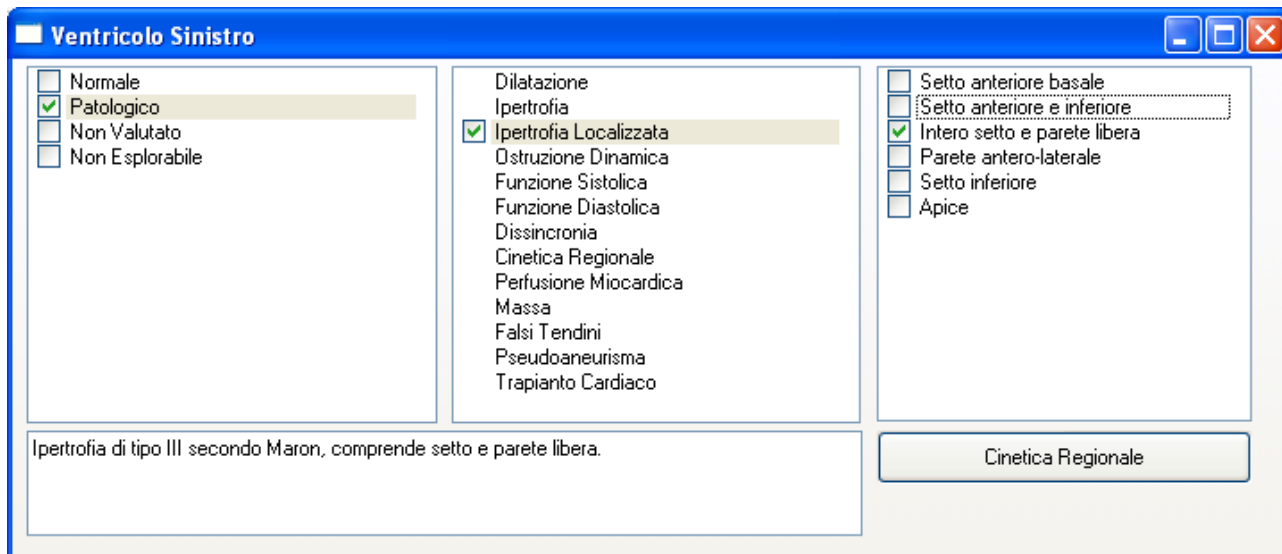 Ventricolo Sinistro
Normale
Patologico
Non Valutato
Non Esplorabile
Dilatazione
Ipertrofia
Ipertrofia Localizzata
Ostruzione Dinamica
Funzione Sistolica
Funzione Diastolica
Dissincronia
Cinetica Regionale
Perfusione Miocardica
Massa
Falsi Tendini
Pseudoaneurisma
Trapianto Cardiaco
Setto anteriore basale
Setto anteriore e inferiore
Intero setto e parete libera
Parete antero-laterale
Setto inferiore
Apice
Ipertrofia di tipo III secondo Maron, comprende setto e parete libera.
Cinetica Regionale